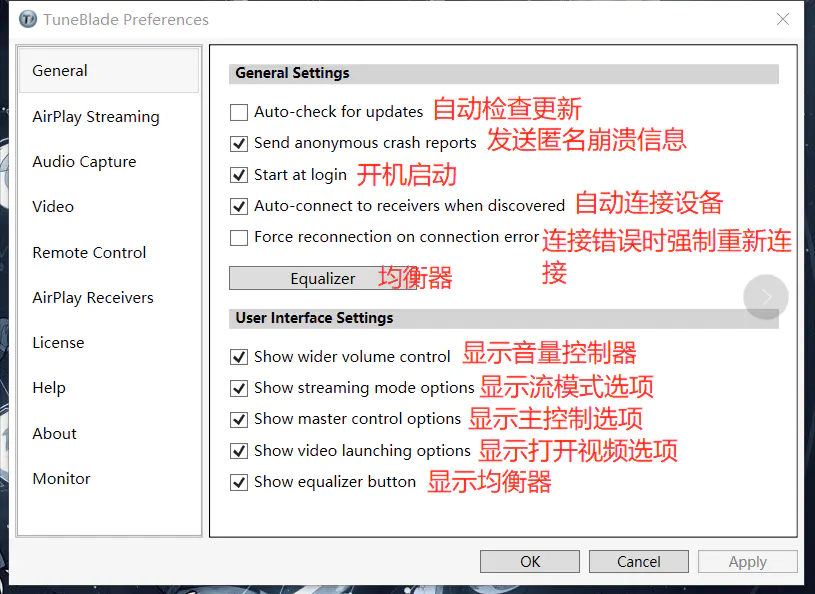 TuneBlade Preferences
General
AirPlay Streaming
Audio Capture
Video
Remote Control
AirPlay Receivers
License
Help
About
Monitor
General Settings
Auto-check for updates 自动检查更新
Send anonymous crash reports 发送匿名崩溃信息
Start at login 开机启动
Auto-connect to receivers when discovered 自动连接设备
Force reconnection on connection error 连接错误时强制重新连
接
Equalizer 均衡器
User Interface Settings
Show wider volume control 显示音量控制器
Show streaming mode options 显示流模式选项
Show master control options 显示主控制选项
Show video launching options 显示打开视频选项
Show equalizer button 显示均衡器
OK Cancel Apply